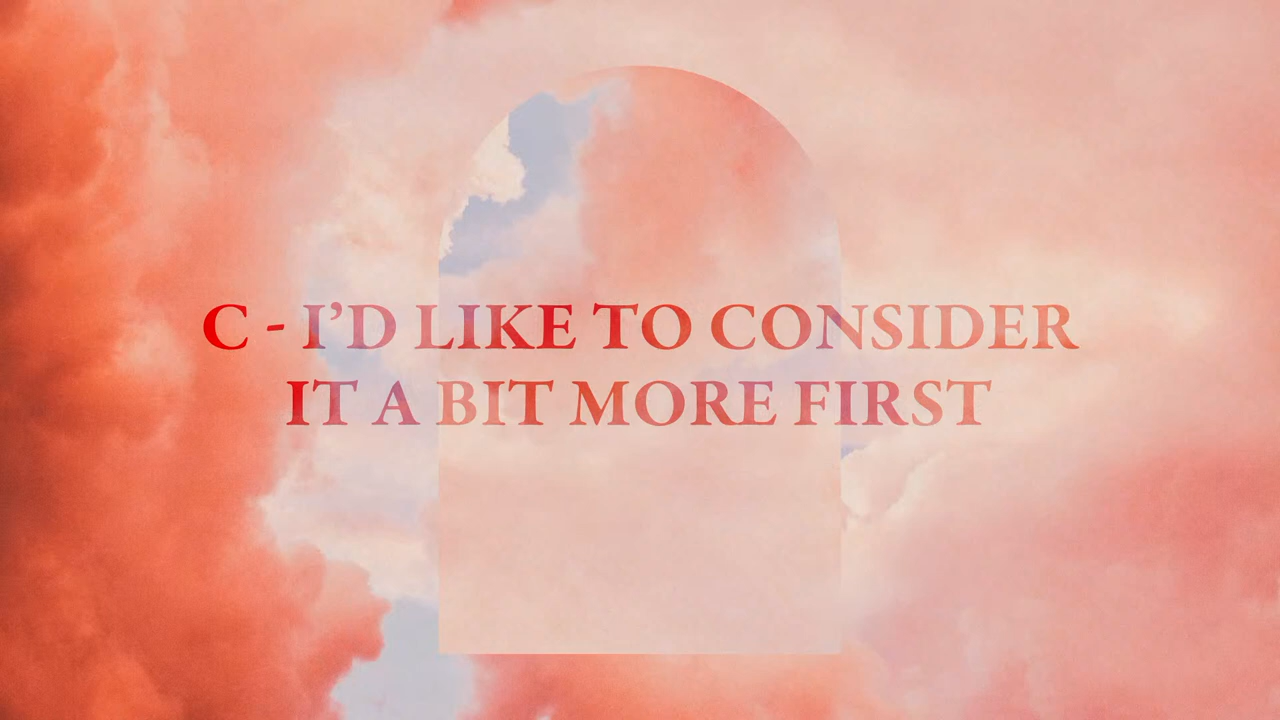 C - I’D LIKE TO CONSIDER
IT A BIT MORE FIRST